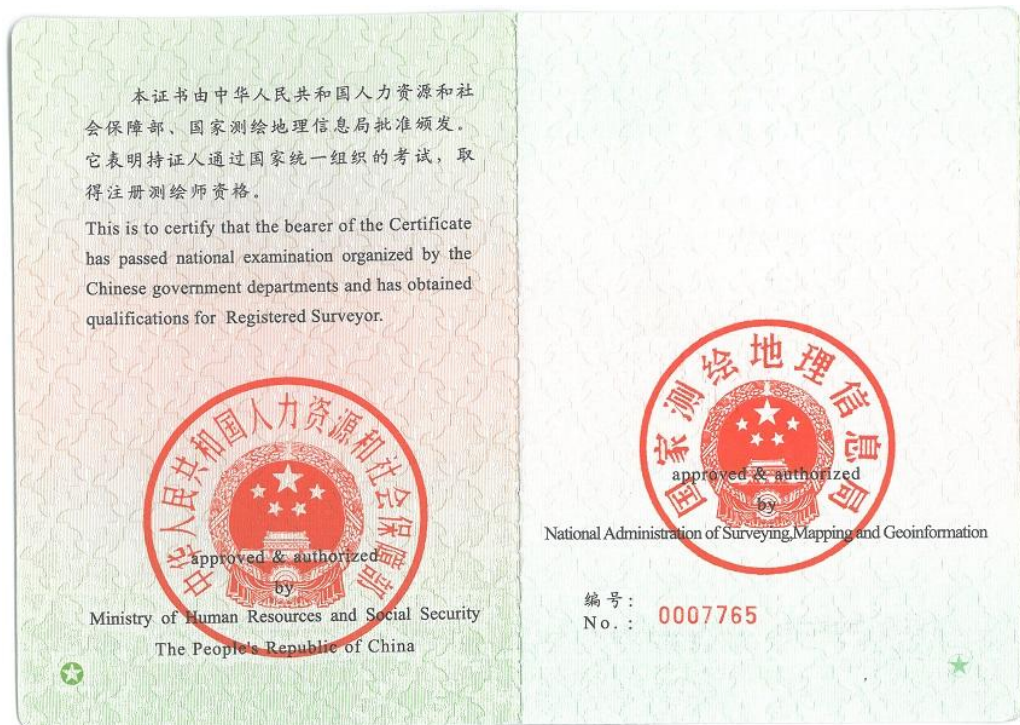 本证书由中华人民共和国人力资源和社
会保障部、国家测绘地理信息局批准颁发。
它表明持证人通过国家统一组织的考试，取
得注册测绘师资格。
This is to certify that the bearer of the Certificate
has passed national examination organized by the
Chinese government departments and has obtained
qualifications for Registered Surveyor.
中华人民共和国人力资源和社会保障部
approved & authorized
by
Ministry of Human Resources and Social Security
The People's Republic of China
国家测绘地理信息局
approved & authorized
by
National Administration of Surveying,Mapping and Geoinformation
编号：
No.： 0007765